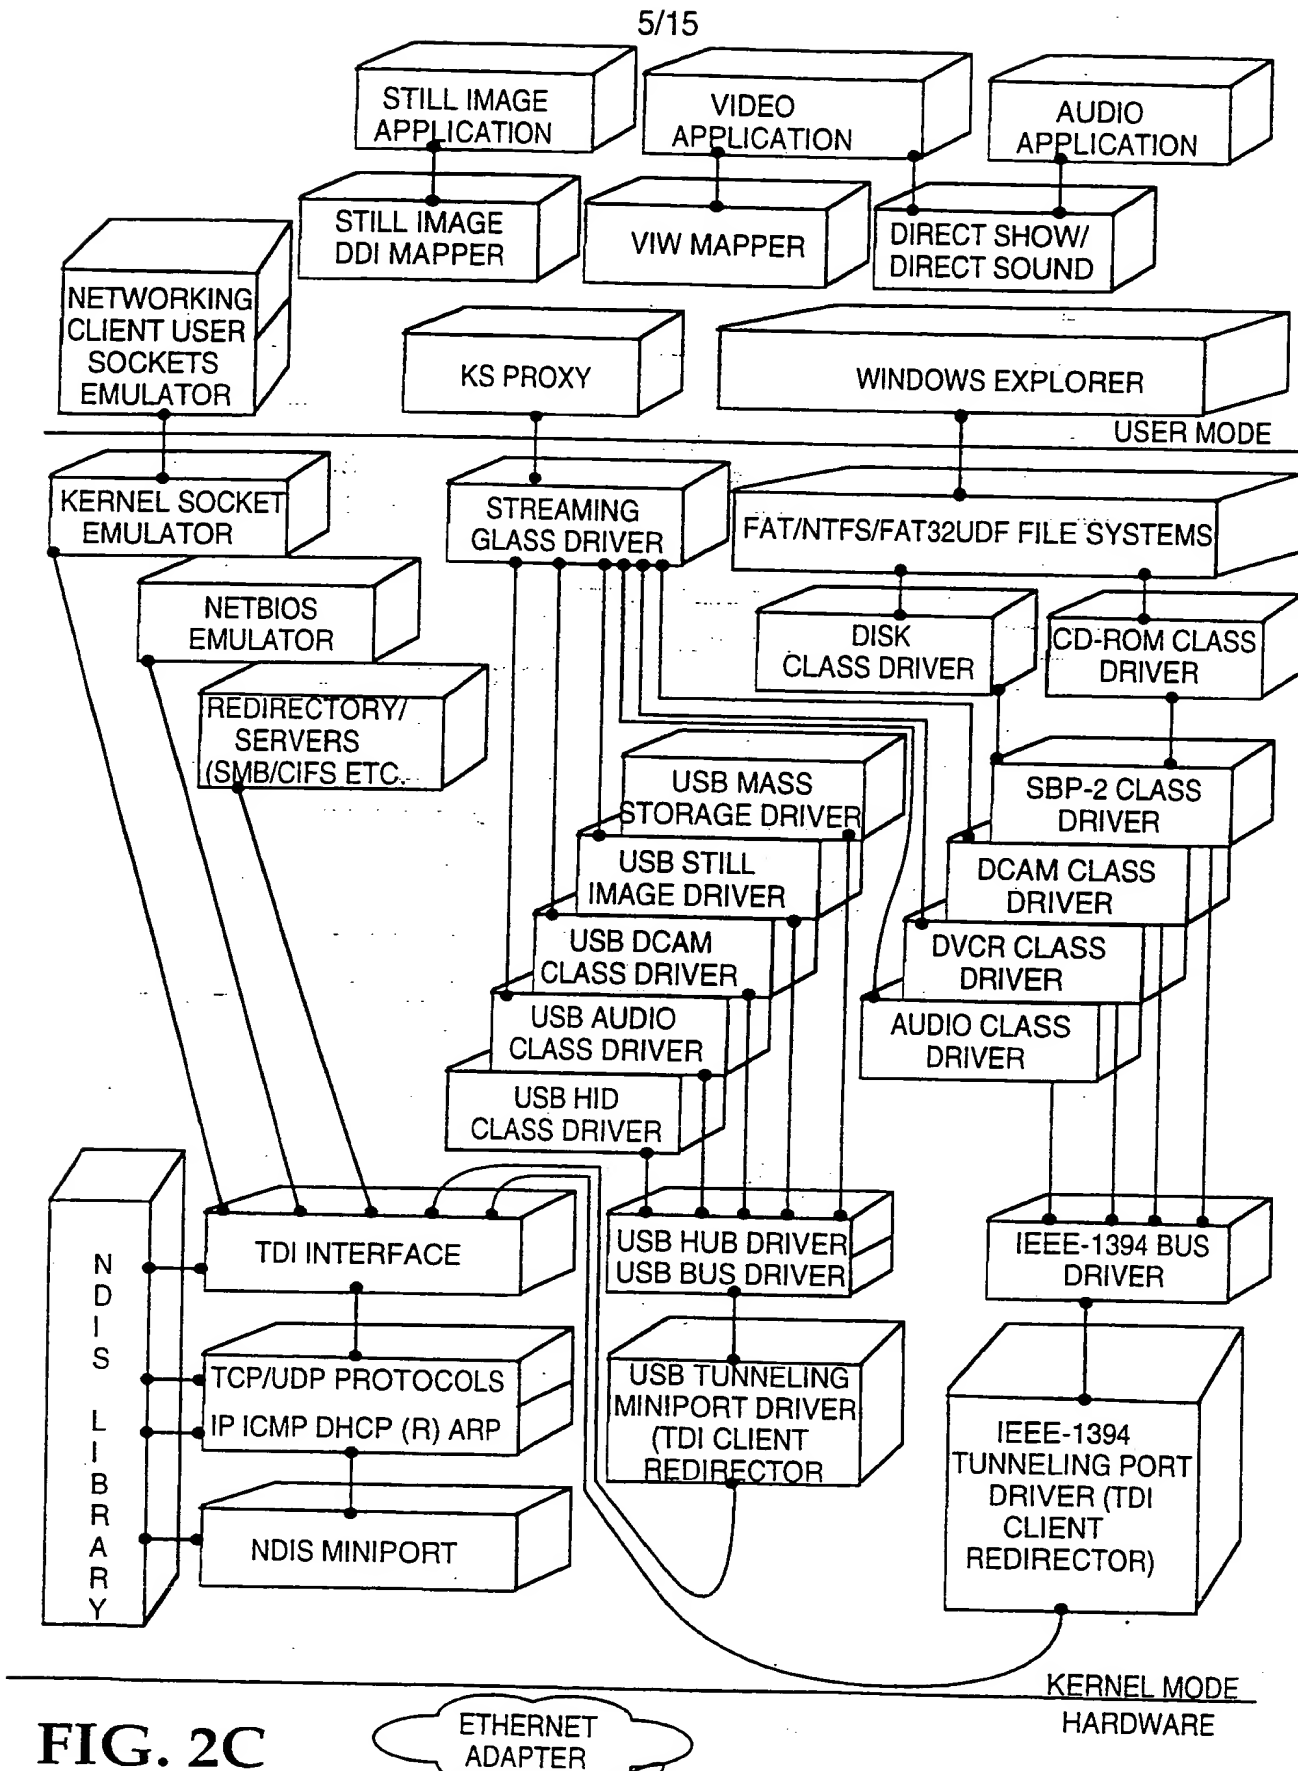 5/15
STILL IMAGE
APPLICATION
VIDEO
APPLICATION
AUDIO
APPLICATION
STILL IMAGE
DDI MAPPER
VIW MAPPER
DIRECT SHOW/
DIRECT SOUND
NETWORKING
CLIENT USER
SOCKETS
EMULATOR
KS PROXY
WINDOWS EXPLORER
USER MODE
KERNEL SOCKET
EMULATOR
STREAMING
GLASS DRIVER
FAT/NTFS/FAT32UDF FILE SYSTEMS
NETBIOS
EMULATOR
DISK
CLASS DRIVER
CD-ROM CLASS
DRIVER
REDIRECTORY/
SERVERS
(SMB/CIFS ETC.
USB MASS
STORAGE DRIVER
SBP-2 CLASS
DRIVER
USB STILL
IMAGE DRIVER
DCAM CLASS
DRIVER
USB DCAM
CLASS DRIVER
DVCR CLASS
DRIVER
USB AUDIO
CLASS DRIVER
AUDIO CLASS
DRIVER
USB HID
CLASS DRIVER
NDIS LIBRARY
TDI INTERFACE
USB HUB DRIVER
USB BUS DRIVER
IEEE-1394 BUS
DRIVER
TCP/UDP PROTOCOLS
IP ICMP DHCP (R) ARP
USB TUNNELING
MINIPORT DRIVER
(TDI CLIENT
REDIRECTOR
IEEE-1394
TUNNELING PORT
DRIVER (TDI
CLIENT
REDIRECTOR)
NDIS MINIPORT
KERNEL MODE
HARDWARE
FIG. 2C
ETHERNET
ADAPTER